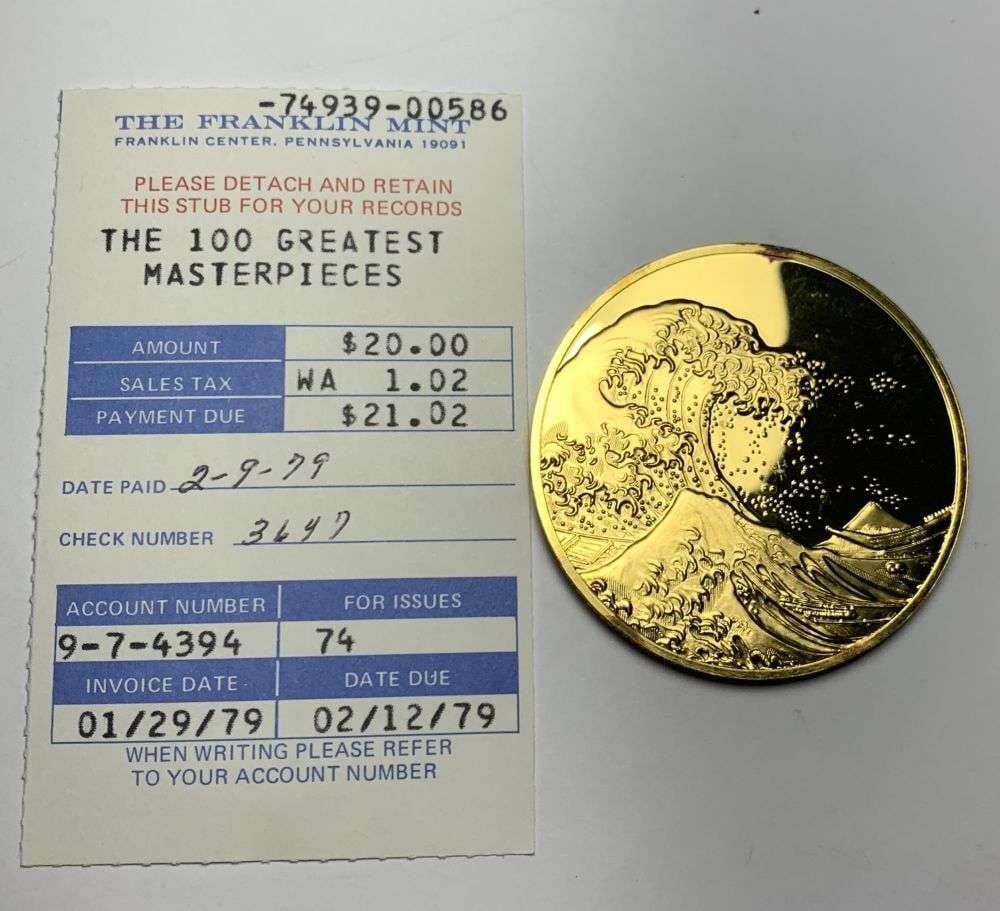 -74939-00586
THE FRANKLIN MINT
FRANKLIN CENTER, PENNSYLVANIA 19091
PLEASE DETACH AND RETAIN
THIS STUB FOR YOUR RECORDS
THE 100 GREATEST
MASTERPIECES
AMOUNT $20.00
SALES TAX WA 1.02
PAYMENT DUE $21.02
DATE PAID 2-9-79
CHECK NUMBER 3647
ACCOUNT NUMBER FOR ISSUES
9-7-4394 74
INVOICE DATE DATE DUE
01/29/79 02/12/79
WHEN WRITING PLEASE REFER
TO YOUR ACCOUNT NUMBER